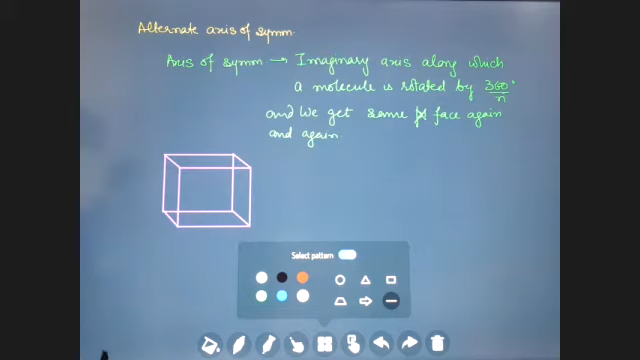 Alternate axis of symm.
Axis of symm → Imaginary axis along which
a molecule is rotated by 360°/n
and we get same face again
and again.
Select pattern